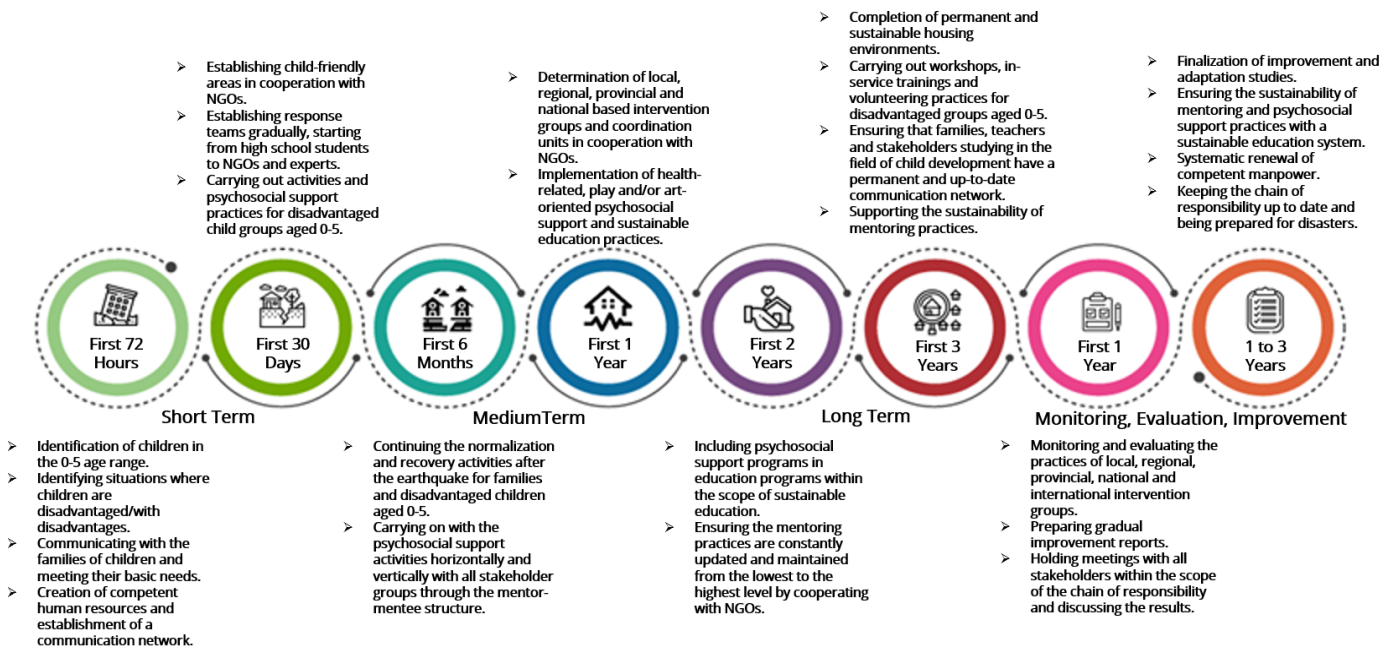 ➢ Establishing child-friendly
areas in cooperation with
NGOs.
➢ Establishing response
teams gradually, starting
from high school students
to NGOs and experts.
➢ Carrying out activities and
psychosocial support
practices for disadvantaged
child groups aged 0-5.
➢ Determination of local,
regional, provincial and
national based intervention
groups and coordination
units in cooperation with
NGOs.
➢ Implementation of health-
related, play and/or art-
oriented psychosocial
support and sustainable
education practices.
➢ Completion of permanent and
sustainable housing
environments.
➢ Carrying out workshops, in-
service trainings and
volunteering practices for
disadvantaged groups aged 0-5.
➢ Ensuring that families, teachers
and stakeholders studying in the
field of child development have a
permanent and up-to-date
communication network.
➢ Supporting the sustainability of
mentoring practices.
➢ Finalization of improvement and
adaptation studies.
➢ Ensuring the sustainability of
mentoring and psychosocial
support practices with a
sustainable education system.
➢ Systematic renewal of
competent manpower.
➢ Keeping the chain of
responsibility up to date and
being prepared for disasters.
First 72
Hours
First 30
Days
First 6
Months
First 1
Year
First 2
Years
First 3
Years
First 1
Year
1 to 3
Years
Short Term
MediumTerm
Long Term
Monitoring, Evaluation, Improvement
➢ Identification of children in
the 0-5 age range.
➢ Identifying situations where
children are
disadvantaged/with
disadvantages.
➢ Communicating with the
families of children and
meeting their basic needs.
➢ Creation of competent
human resources and
establishment of a
communication network.
➢ Continuing the normalization
and recovery activities after
the earthquake for families
and disadvantaged children
aged 0-5.
➢ Carrying on with the
psychosocial support
activities horizontally and
vertically with all stakeholder
groups through the mentor-
mentee structure.
➢ Including psychosocial
support programs in
education programs within
the scope of sustainable
education.
➢ Ensuring the mentoring
practices are constantly
updated and maintained
from the lowest to the
highest level by cooperating
with NGOs.
➢ Monitoring and evaluating the
practices of local, regional,
provincial, national and
international intervention
groups.
➢ Preparing gradual
improvement reports.
➢ Holding meetings with all
stakeholders within the scope
of the chain of responsibility
and discussing the results.